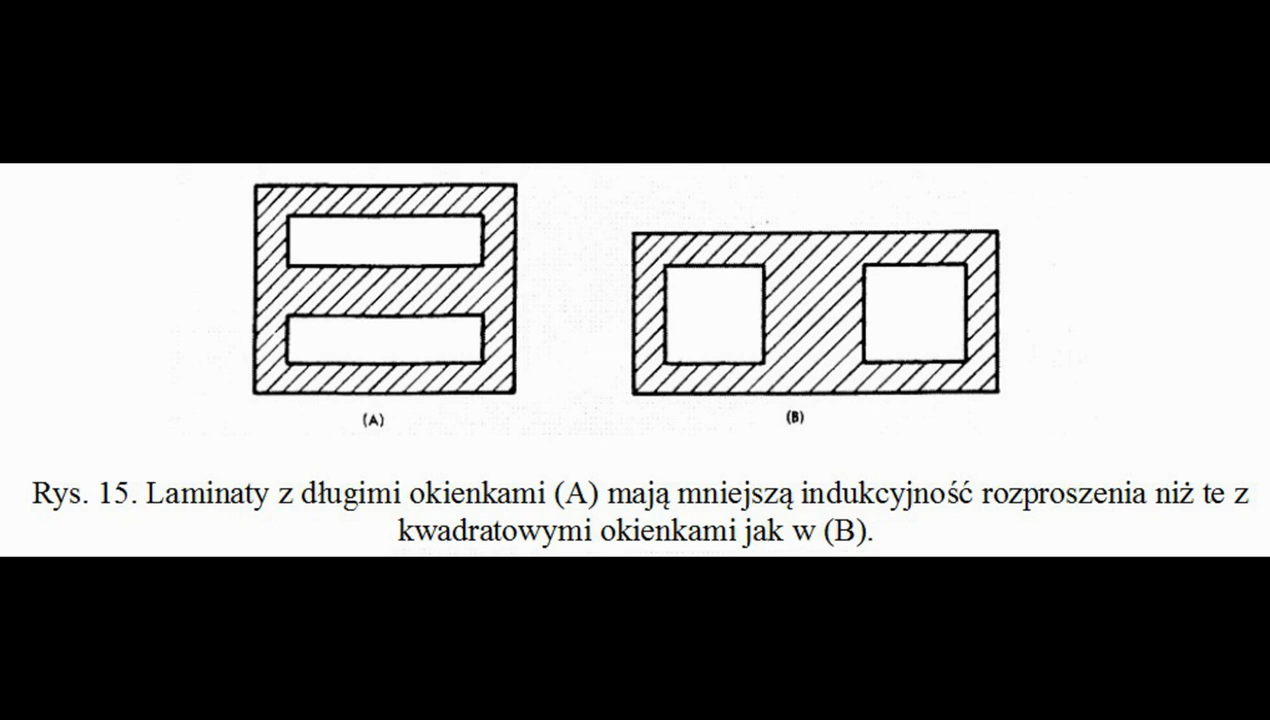 (A)
(B)
Rys. 15. Laminaty z długimi okienkami (A) mają mniejszą indukcyjność rozproszenia niż te z
kwadratowymi okienkami jak w (B).